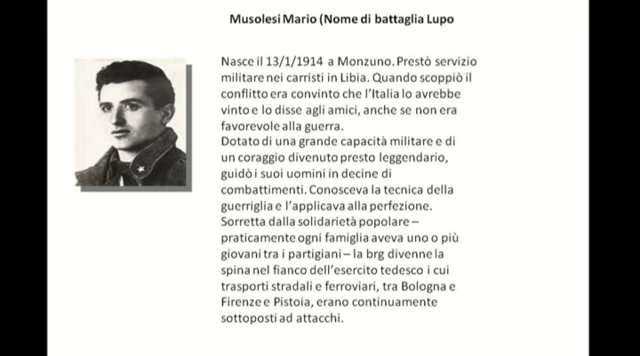 Musolesi Mario (Nome di battaglia Lupo
Nasce il 13/1/1914 a Monzuno. Prestò servizio
militare nei carristi in Libia. Quando scoppiò il
conflitto era convinto che l'Italia lo avrebbe
vinto e lo disse agli amici, anche se non era
favorevole alla guerra.
Dotato di una grande capacità militare e di
un coraggio divenuto presto leggendario,
guidò i suoi uomini in decine di
combattimenti. Conosceva la tecnica della
guerriglia e l'applicava alla perfezione.
Sorretta dalla solidarietà popolare –
praticamente ogni famiglia aveva uno o più
giovani tra i partigiani – la brg divenne la
spina nel fianco dell'esercito tedesco i cui
trasporti stradali e ferroviari, tra Bologna e
Firenze e Pistoia, erano continuamente
sottoposti ad attacchi.